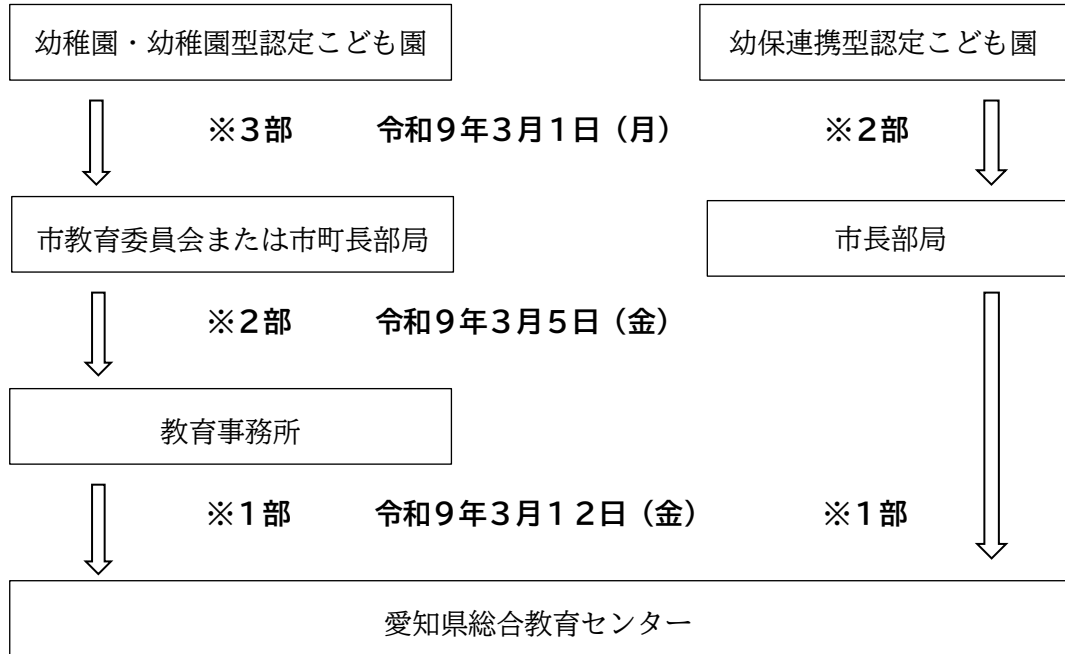 幼稚園・幼稚園型認定こども園　幼保連携型認定こども園
※3部　令和9年3月1日（月）　※2部
市教育委員会または市町長部局　市長部局
※2部　令和9年3月5日（金）
教育事務所
※1部　令和9年3月12日（金）　※1部
愛知県総合教育センター